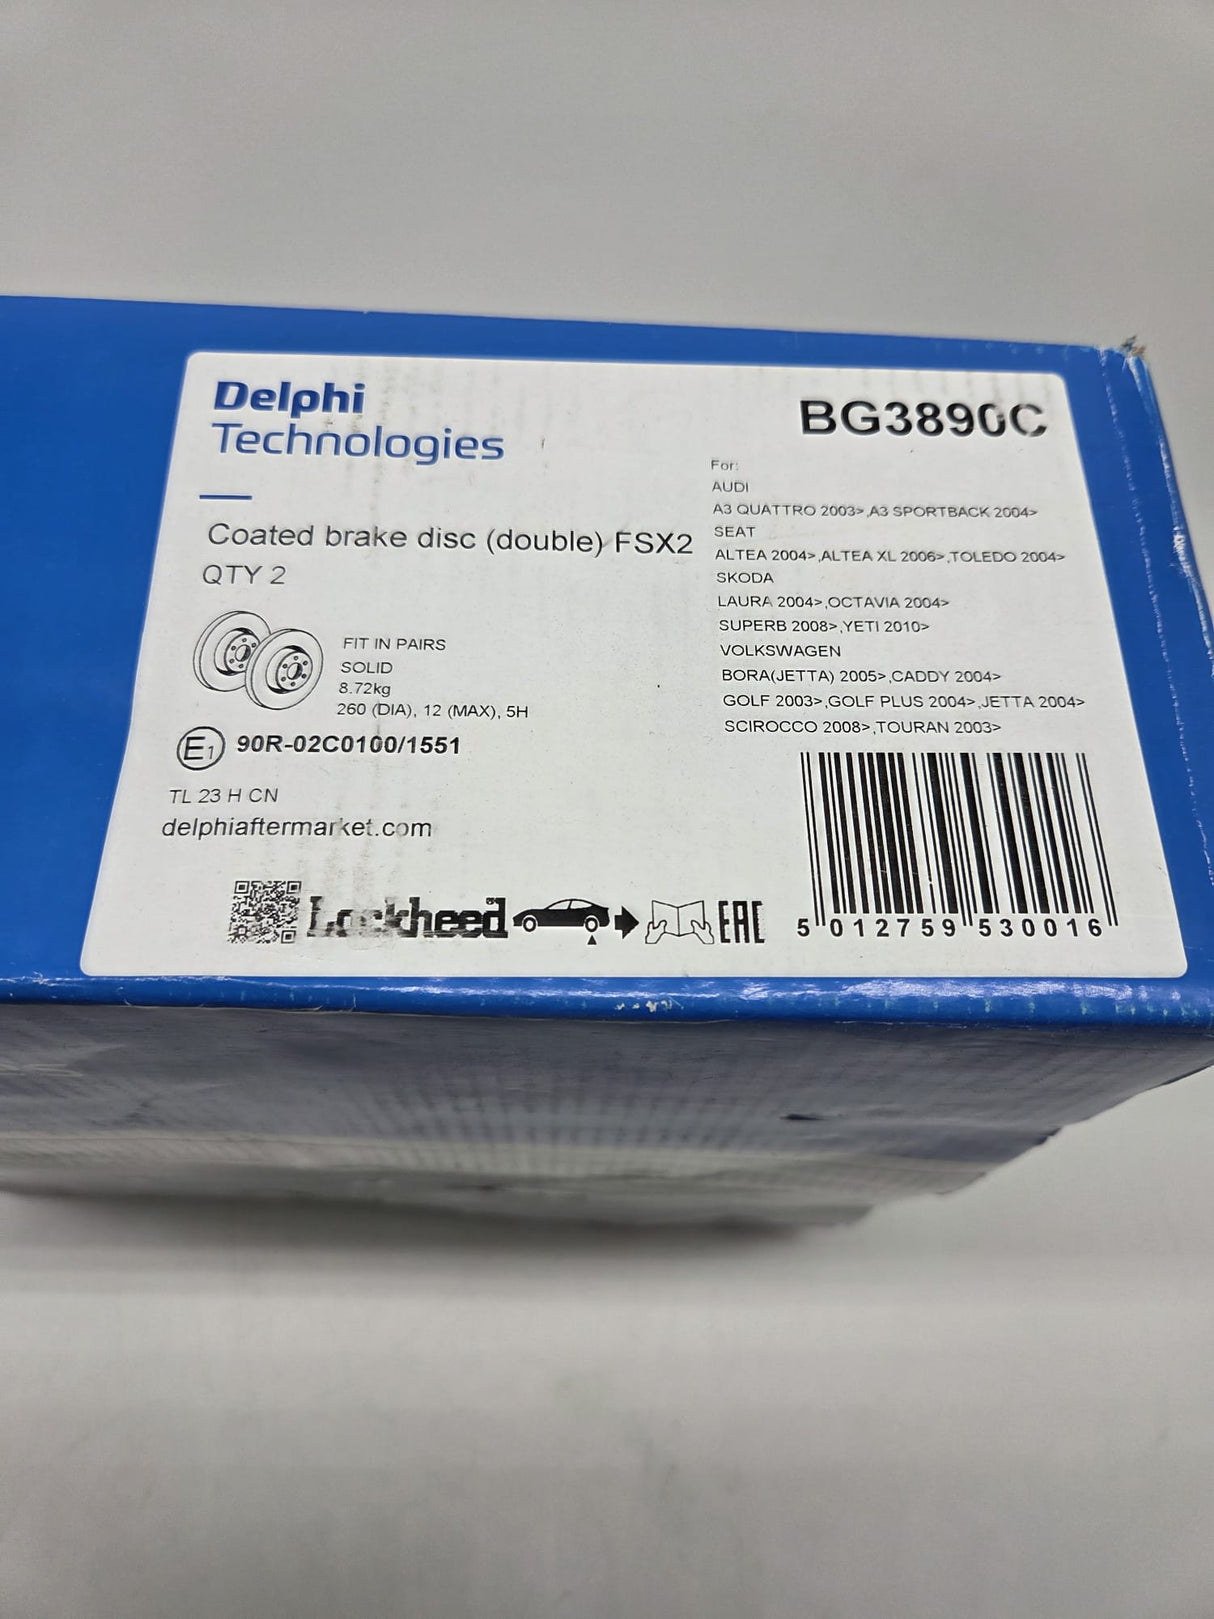 Delphi
Technologies
Coated brake disc (double) FSX2
QTY 2
FIT IN PAIRS
SOLID
8.72kg
260 (DIA), 12 (MAX), 5H
E1 90R-02C0100/1551
TL 23 H CN
delphiaftermarket.com
Lockheed
EAC
BG3890C
For:
AUDI
A3 QUATTRO 2003>,A3 SPORTBACK 2004>
SEAT
ALTEA 2004>,ALTEA XL 2006>,TOLEDO 2004>
SKODA
LAURA 2004>,OCTAVIA 2004>
SUPERB 2008>,YETI 2010>
VOLKSWAGEN
BORA(JETTA) 2005>,CADDY 2004>
GOLF 2003>,GOLF PLUS 2004>,JETTA 2004>
SCIROCCO 2008>,TOURAN 2003>
5 012759 530016